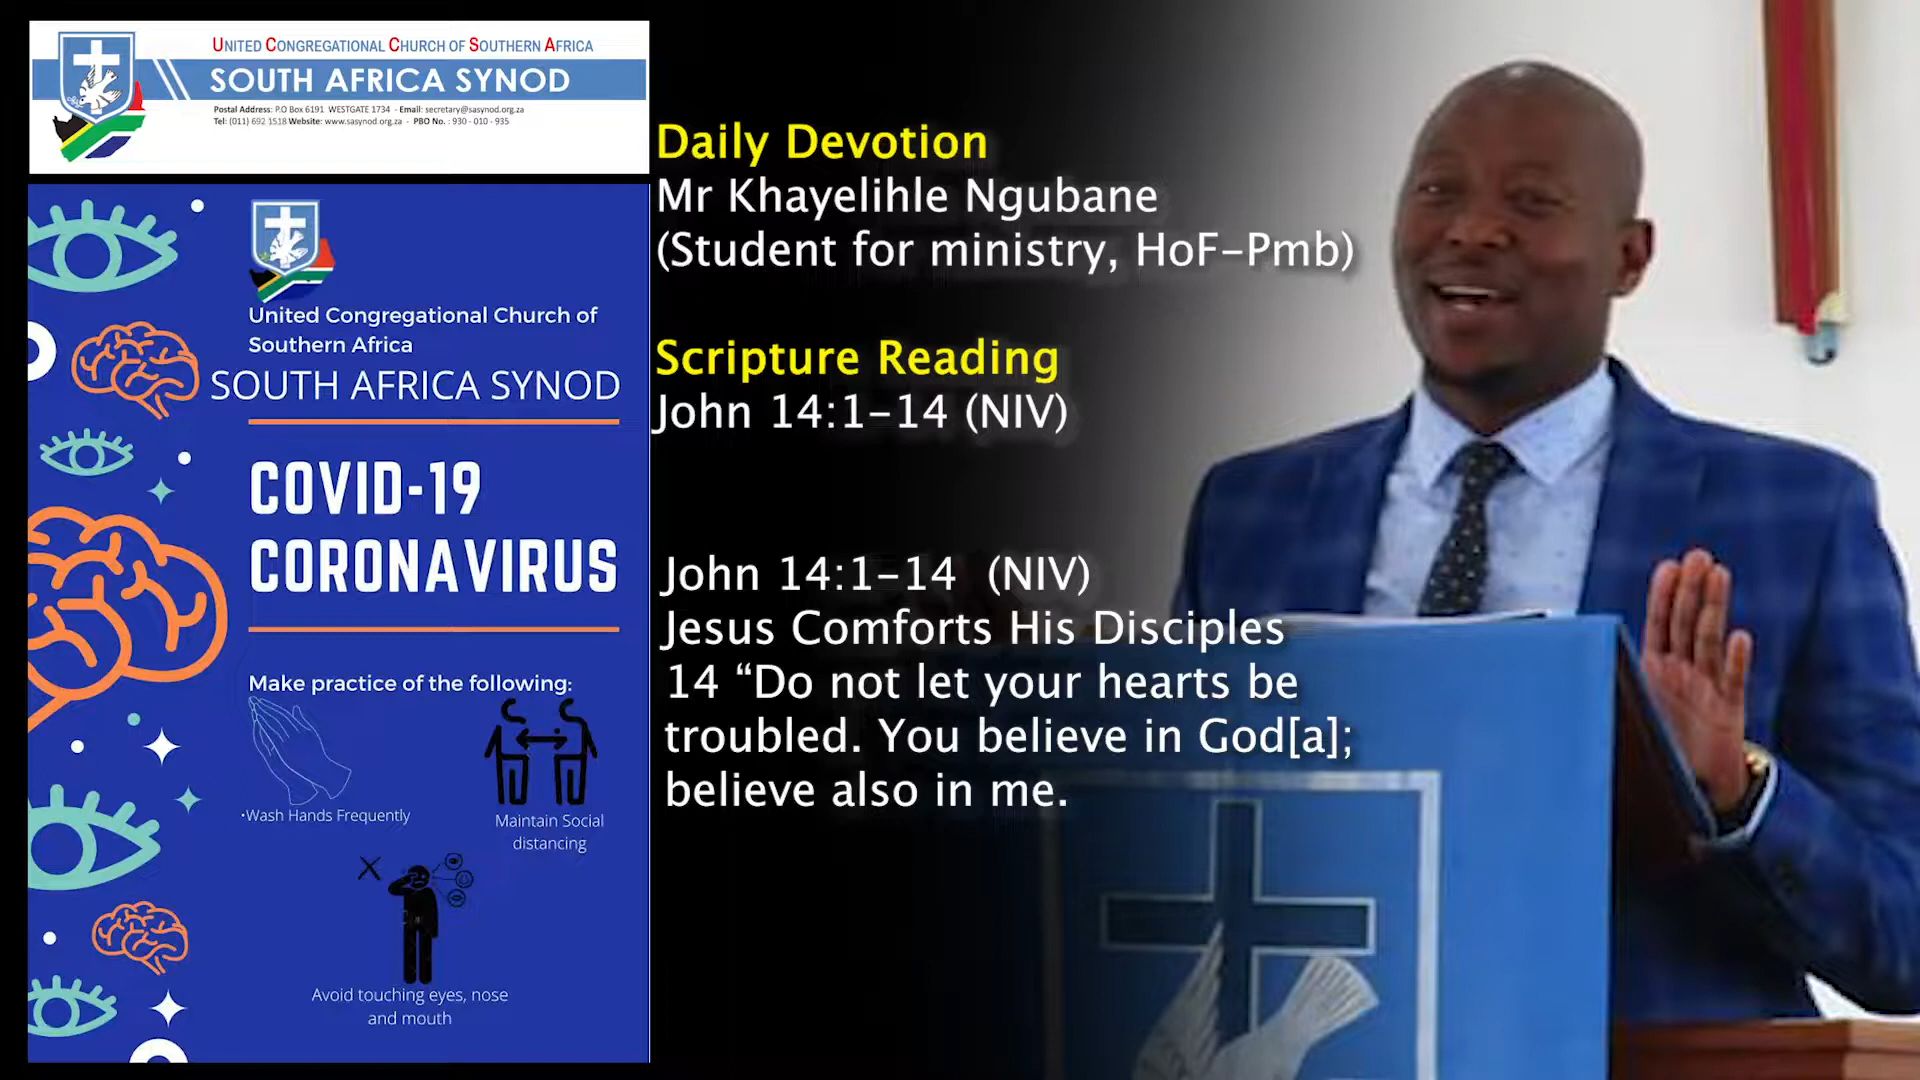 UNITED CONGREGATIONAL CHURCH OF SOUTHERN AFRICA
SOUTH AFRICA SYNOD
Postal Address: P.O Box 6191 WESTGATE 1734 - Email: secretary@sasynod.org.za
Tel: (011) 692 1518 Website: www.sasynod.org.za - PBO No. : 930 - 010 - 935
United Congregational Church of
Southern Africa
SOUTH AFRICA SYNOD
COVID-19
CORONAVIRUS
Make practice of the following:
•Wash Hands Frequently
Maintain Social
distancing
Avoid touching eyes, nose
and mouth
Daily Devotion
Mr Khayelihle Ngubane
(Student for ministry, HoF-Pmb)
Scripture Reading
John 14:1-14 (NIV)
John 14:1-14 (NIV)
Jesus Comforts His Disciples
14 “Do not let your hearts be
troubled. You believe in God[a];
believe also in me.